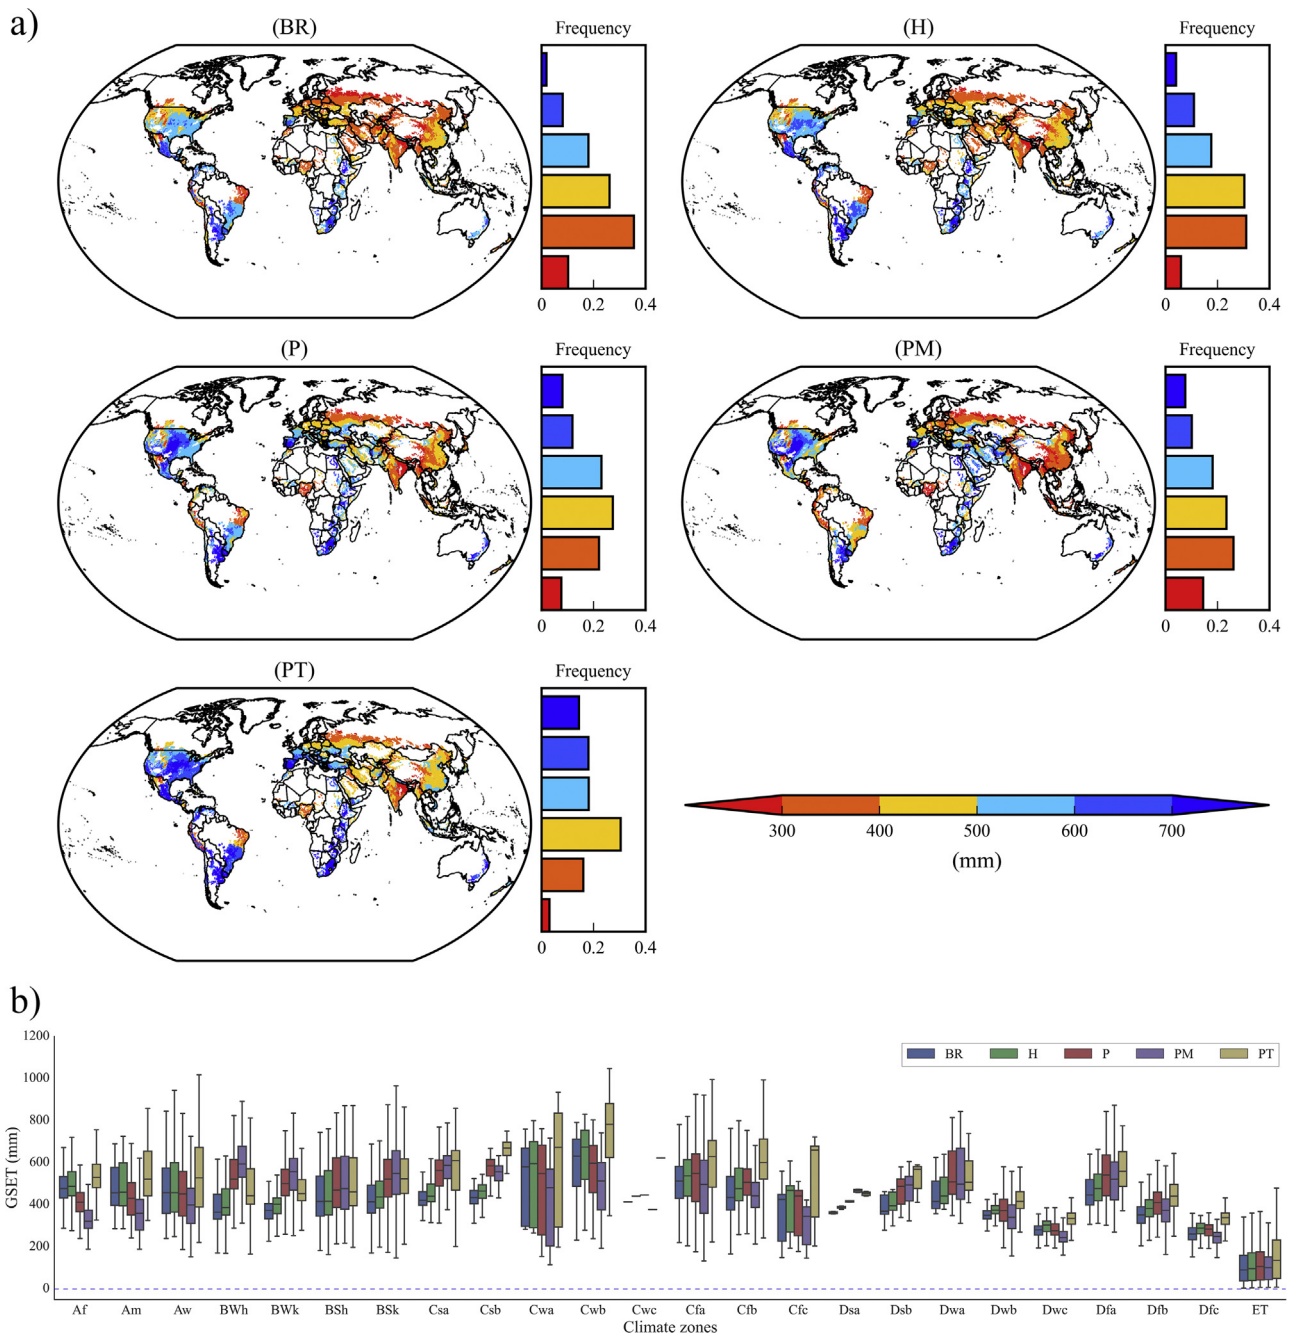 a)
(BR)
Frequency
(H)
Frequency
0 0.2 0.4
0 0.2 0.4
(P)
Frequency
(PM)
Frequency
0 0.2 0.4
0 0.2 0.4
(PT)
Frequency
0 0.2 0.4
300 400 500 600 700
(mm)
b)
1200
1000
800
600
400
200
0
GSET (mm)
BR H P PM PT
Af Am Aw BWh BWk BSh BSk Csa Csb Cwa Cwb Cwc Cfa Cfb Cfc Dsa Dsb Dwa Dwb Dwc Dfa Dfb Dfc ET
Climate zones